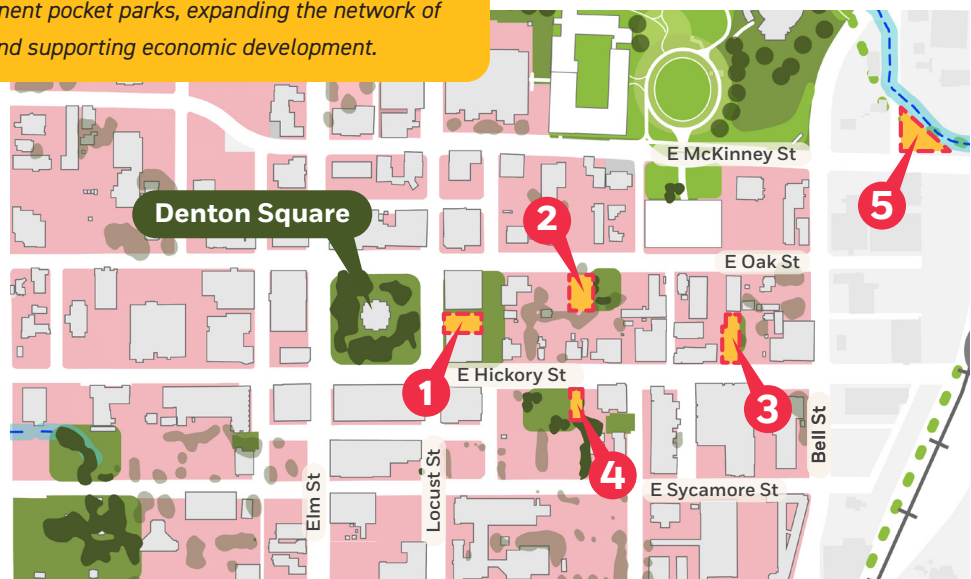 nent pocket parks, expanding the network of
nd supporting economic development.
E McKinney St
5
Denton Square
2
E Oak St
1
E Hickory St
3
4
Bell St
Elm St
Locust St
E Sycamore St